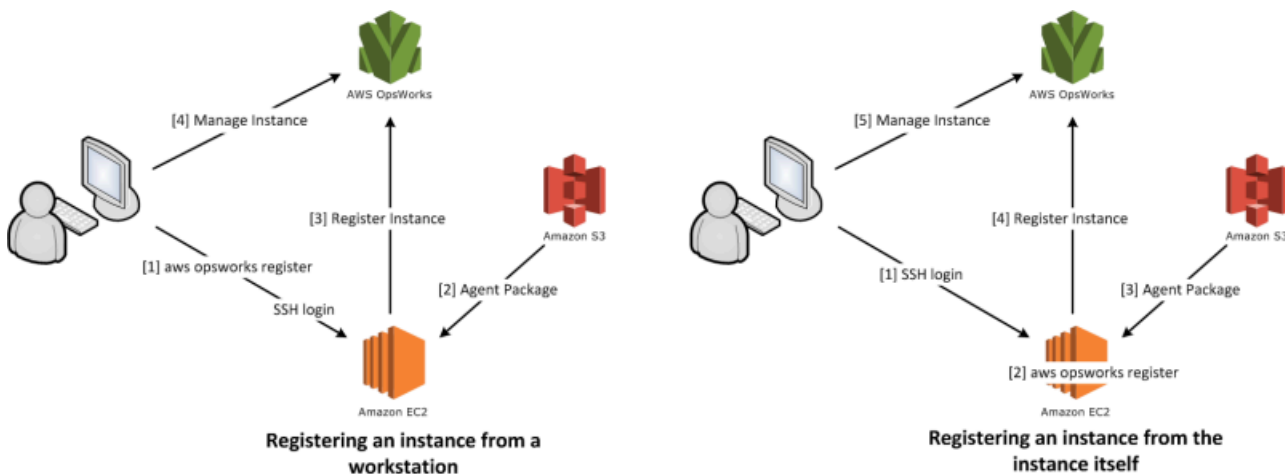 AWS OpsWorks
[4] Manage Instance
[3] Register Instance
Amazon S3
[1] aws opsworks register
SSH login
[2] Agent Package
Amazon EC2
Registering an instance from a
workstation
AWS OpsWorks
[5] Manage Instance
[4] Register Instance
Amazon S3
[1] SSH login
[3] Agent Package
[2] aws opsworks register
Amazon EC2
Registering an instance from the
instance itself